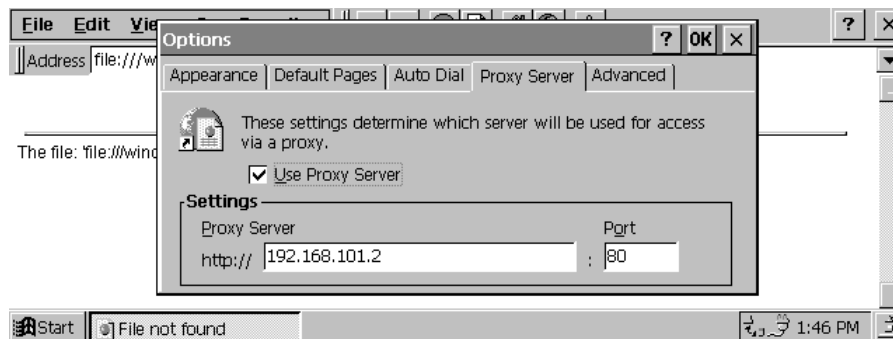 File Edit Vie
?
Options ? OK
Address file:///w
Appearance Default Pages Auto Dial Proxy Server Advanced
These settings determine which server will be used for access
via a proxy.
The file: 'file:///wind
Use Proxy Server
Settings
Proxy Server Port
http:// 192.168.101.2 : 80
Start File not found 1:46 PM